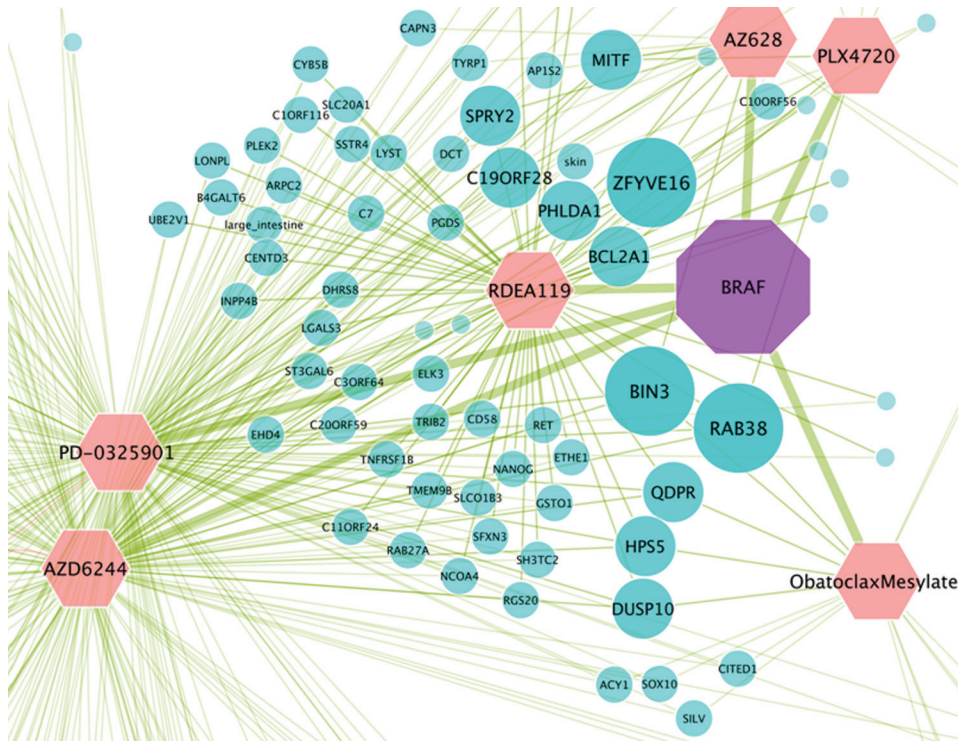 CAPN3
AZ628
PLX4720
CYB5B
TYRP1
AP1S2
MITF
SLC20A1
C1ORF116
C10ORF56
SPRY2
PLEK2
SSTR4
LYST
DCT
LONPL
skin
C19ORF28
ZFYVE16
ARPC2
B4GALT6
PHLDA1
UBE2V1
large_intestine
C7
PGDS
CENTD3
BCL2A1
DHRS8
RDEA119
BRAF
INPP4B
LGALS3
ST3GAL6
C3ORF64
ELK3
BIN3
EHD4
C20ORF59
TRIB2
CD58
RET
RAB38
PD-0325901
TNFRSF1B
NANOG
ETHE1
TMEM9B
SLCO1B3
GSTO1
QDPR
C11ORF24
SFXN3
HPS5
RAB27A
SH3TC2
AZD6244
NCOA4
ObatoclaxMesylate
RGS20
DUSP10
CITED1
ACY1
SOX10
SILV